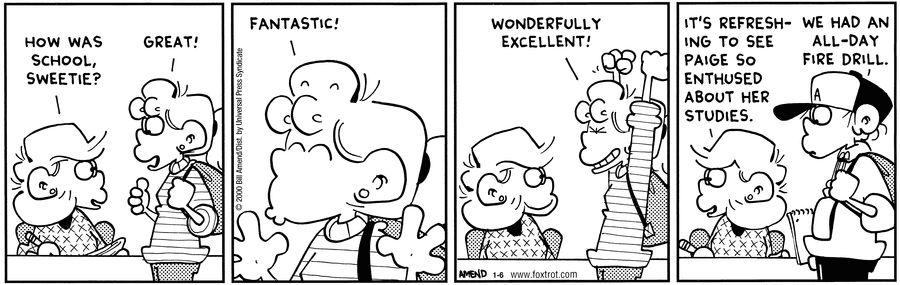 HOW WAS
SCHOOL,
SWEETIE?
GREAT!
FANTASTIC!
© 2000 Bill Amend/Dist. by Universal Press Syndicate
WONDERFULLY
EXCELLENT!
AMEND 1-6 www.foxtrot.com
IT'S REFRESH-
ING TO SEE
PAIGE SO
ENTHUSED
ABOUT HER
STUDIES.
WE HAD AN
ALL-DAY
FIRE DRILL.
A